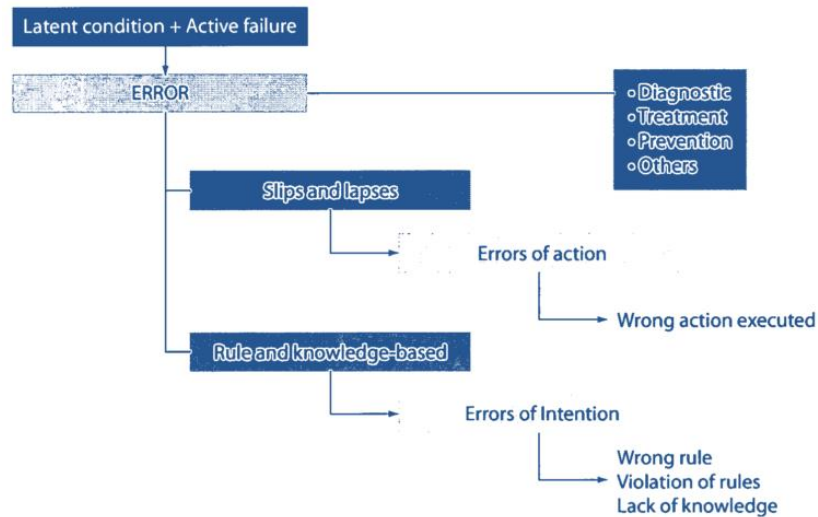 Latent condition + Active failure
ERROR
• Diagnostic
• Treatment
• Prevention
• Others
Slips and lapses
Errors of action
Wrong action executed
Rule and knowledge-based
Errors of Intention
Wrong rule
Violation of rules
Lack of knowledge